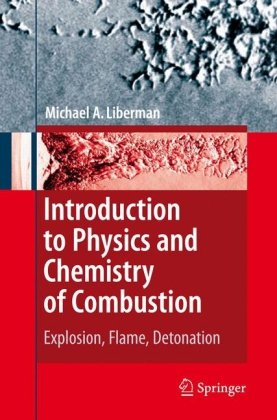 Michael A. Liberman
Introduction
to Physics and
Chemistry
of Combustion
Explosion, Flame, Detonation
Springer